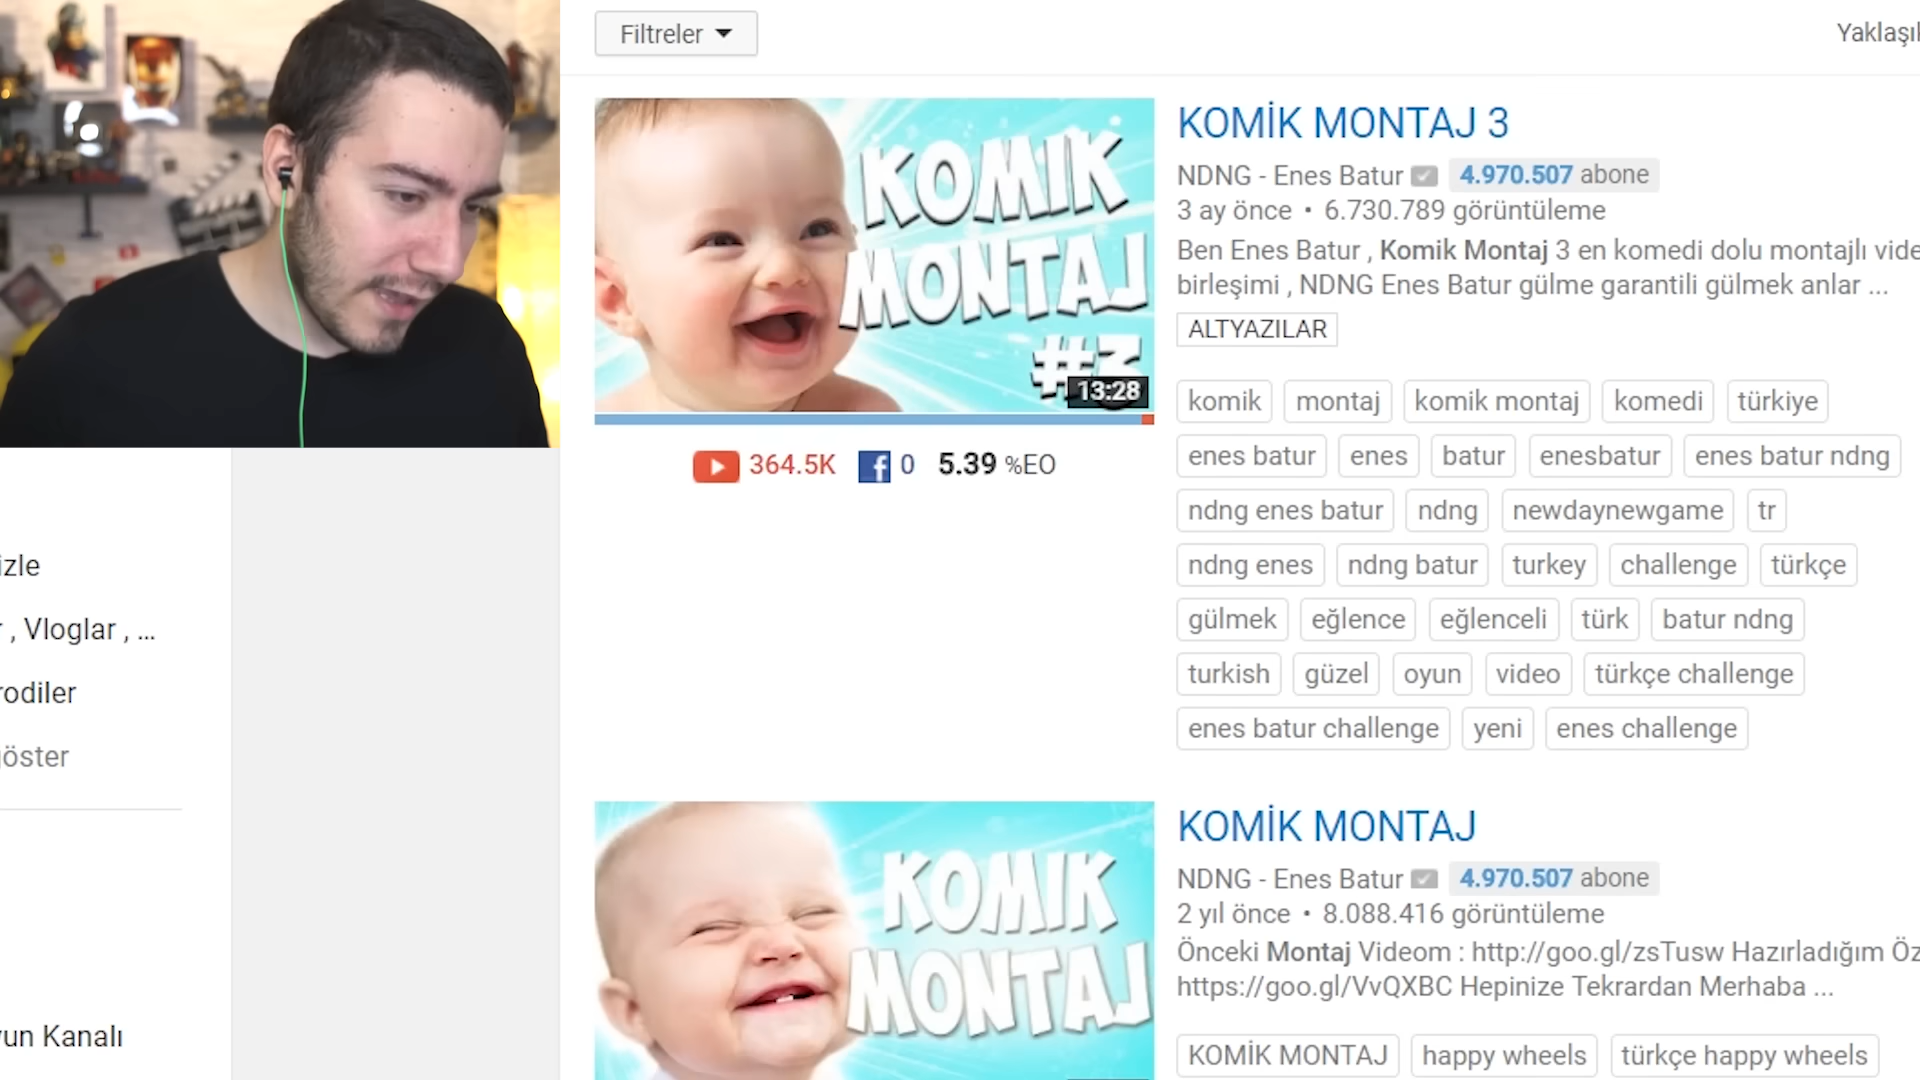 Filtreler
Yaklaşık
KOMIK
MONTAJ
#3
13:28
364.5K 0 5.39 %EO
KOMİK MONTAJ 3
NDNG - Enes Batur 4.970.507 abone
3 ay önce • 6.730.789 görüntüleme
Ben Enes Batur , Komik Montaj 3 en komedi dolu montajlı vide
birleşimi , NDNG Enes Batur gülme garantili gülmek anlar ...
ALTYAZILAR
komik montaj komik montaj komedi türkiye
enes batur enes batur enesbatur enes batur ndng
ndng enes batur ndng newdaynewgame tr
ndng enes ndng batur turkey challenge türkçe
gülmek eğlence eğlenceli türk batur ndng
turkish güzel oyun video türkçe challenge
enes batur challenge yeni enes challenge
izle
r , Vloglar , ...
rodiler
göster
yun Kanalı
KOMIK
MONTAJ
KOMİK MONTAJ
NDNG - Enes Batur 4.970.507 abone
2 yıl önce • 8.088.416 görüntüleme
Önceki Montaj Videom : http://goo.gl/zsTusw Hazırladığım Öz
https://goo.gl/VvQXBC Hepinize Tekrardan Merhaba ...
KOMİK MONTAJ happy wheels türkçe happy wheels